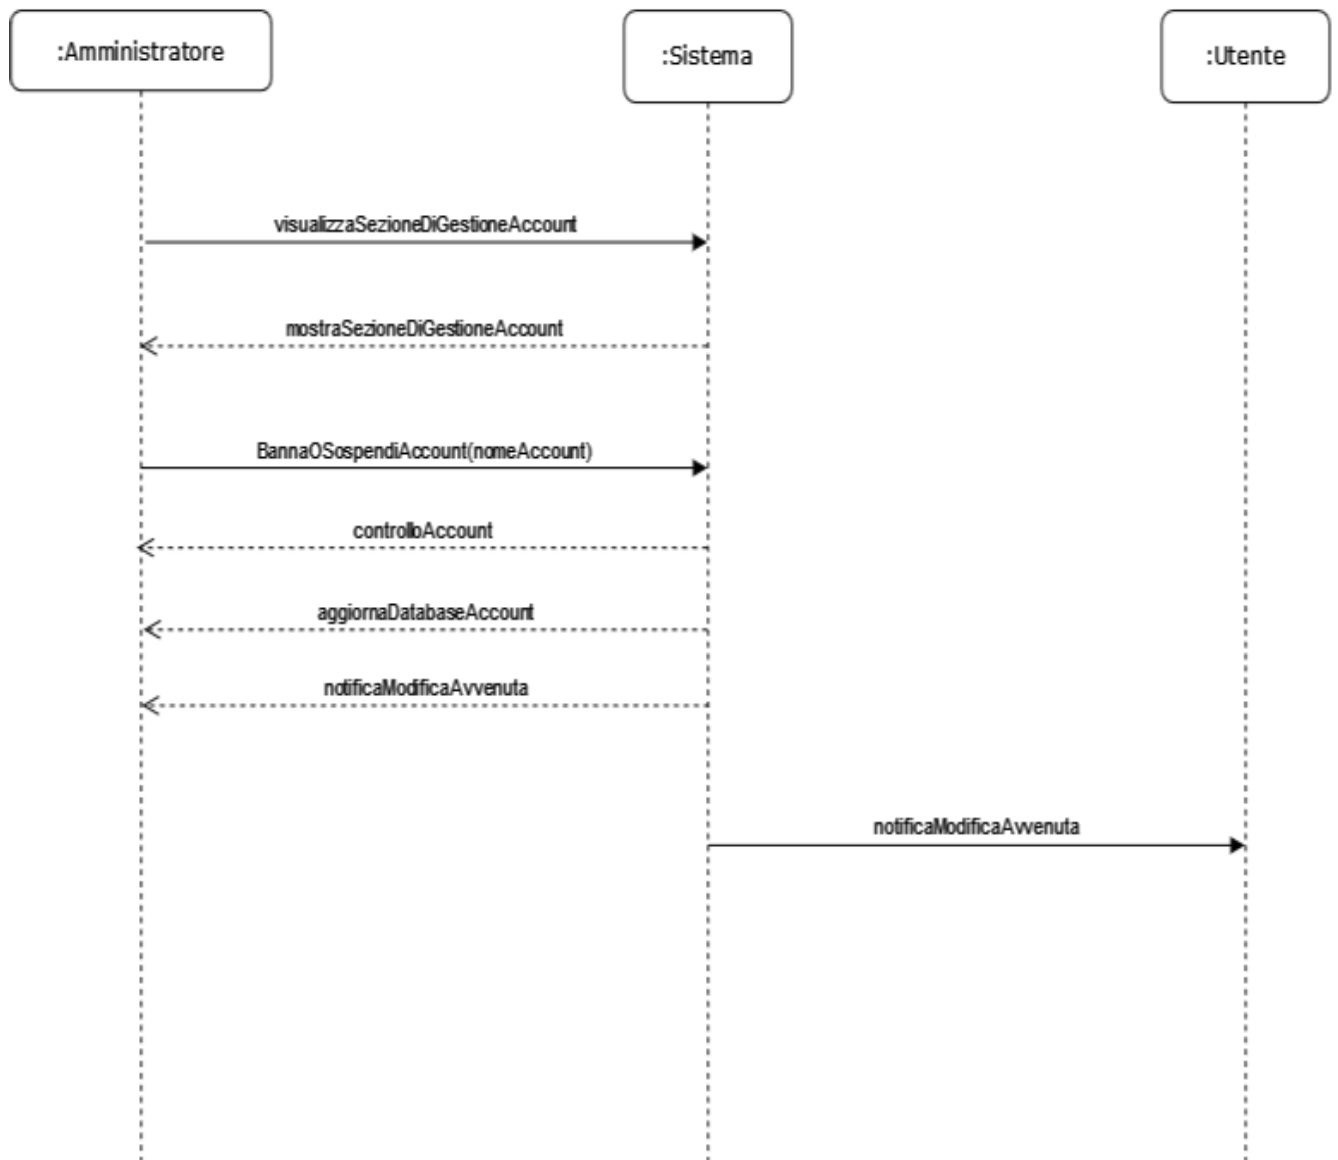 :Amministratore
:Sistema
:Utente
visualizzaSezioneDiGestioneAccount
mostraSezioneDiGestioneAccount
BannaOSospendiAccount(nomeAccount)
controlloAccount
aggiornaDatabaseAccount
notificaModificaAvvenuta
notificaModificaAvvenuta